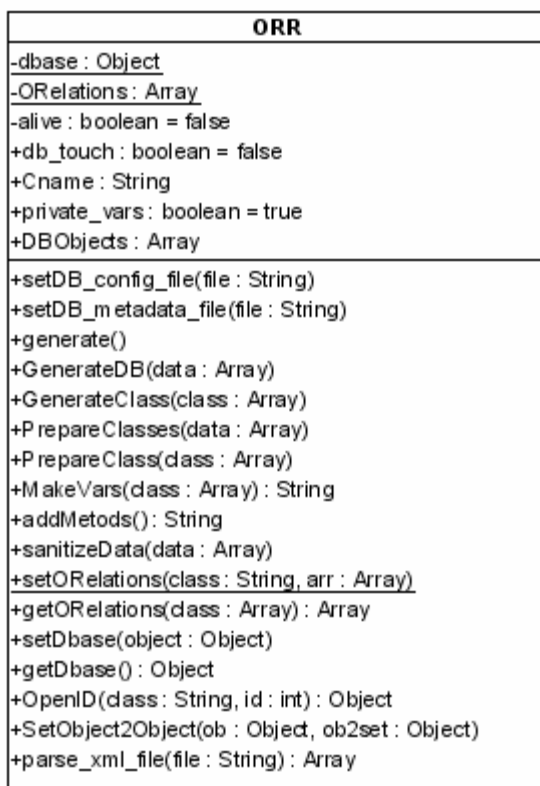 ORR
-dbase : Object
-ORelations : Array
-alive : boolean = false
+db_touch : boolean = false
+Cname : String
+private_vars : boolean = true
+DBObjects : Array
+setDB_config_file(file : String)
+setDB_metadata_file(file : String)
+generate()
+GenerateDB(data : Array)
+GenerateClass(class : Array)
+PrepareClasses(data : Array)
+PrepareClass(class : Array)
+MakeVars(class : Array) : String
+addMetods() : String
+sanitizeData(data : Array)
+setORelations(class : String, arr : Array)
+getORelations(class : Array) : Array
+setDbase(object : Object)
+getDbase() : Object
+OpenID(class : String, id : int) : Object
+SetObject2Object(ob : Object, ob2set : Object)
+parse_xml_file(file : String) : Array